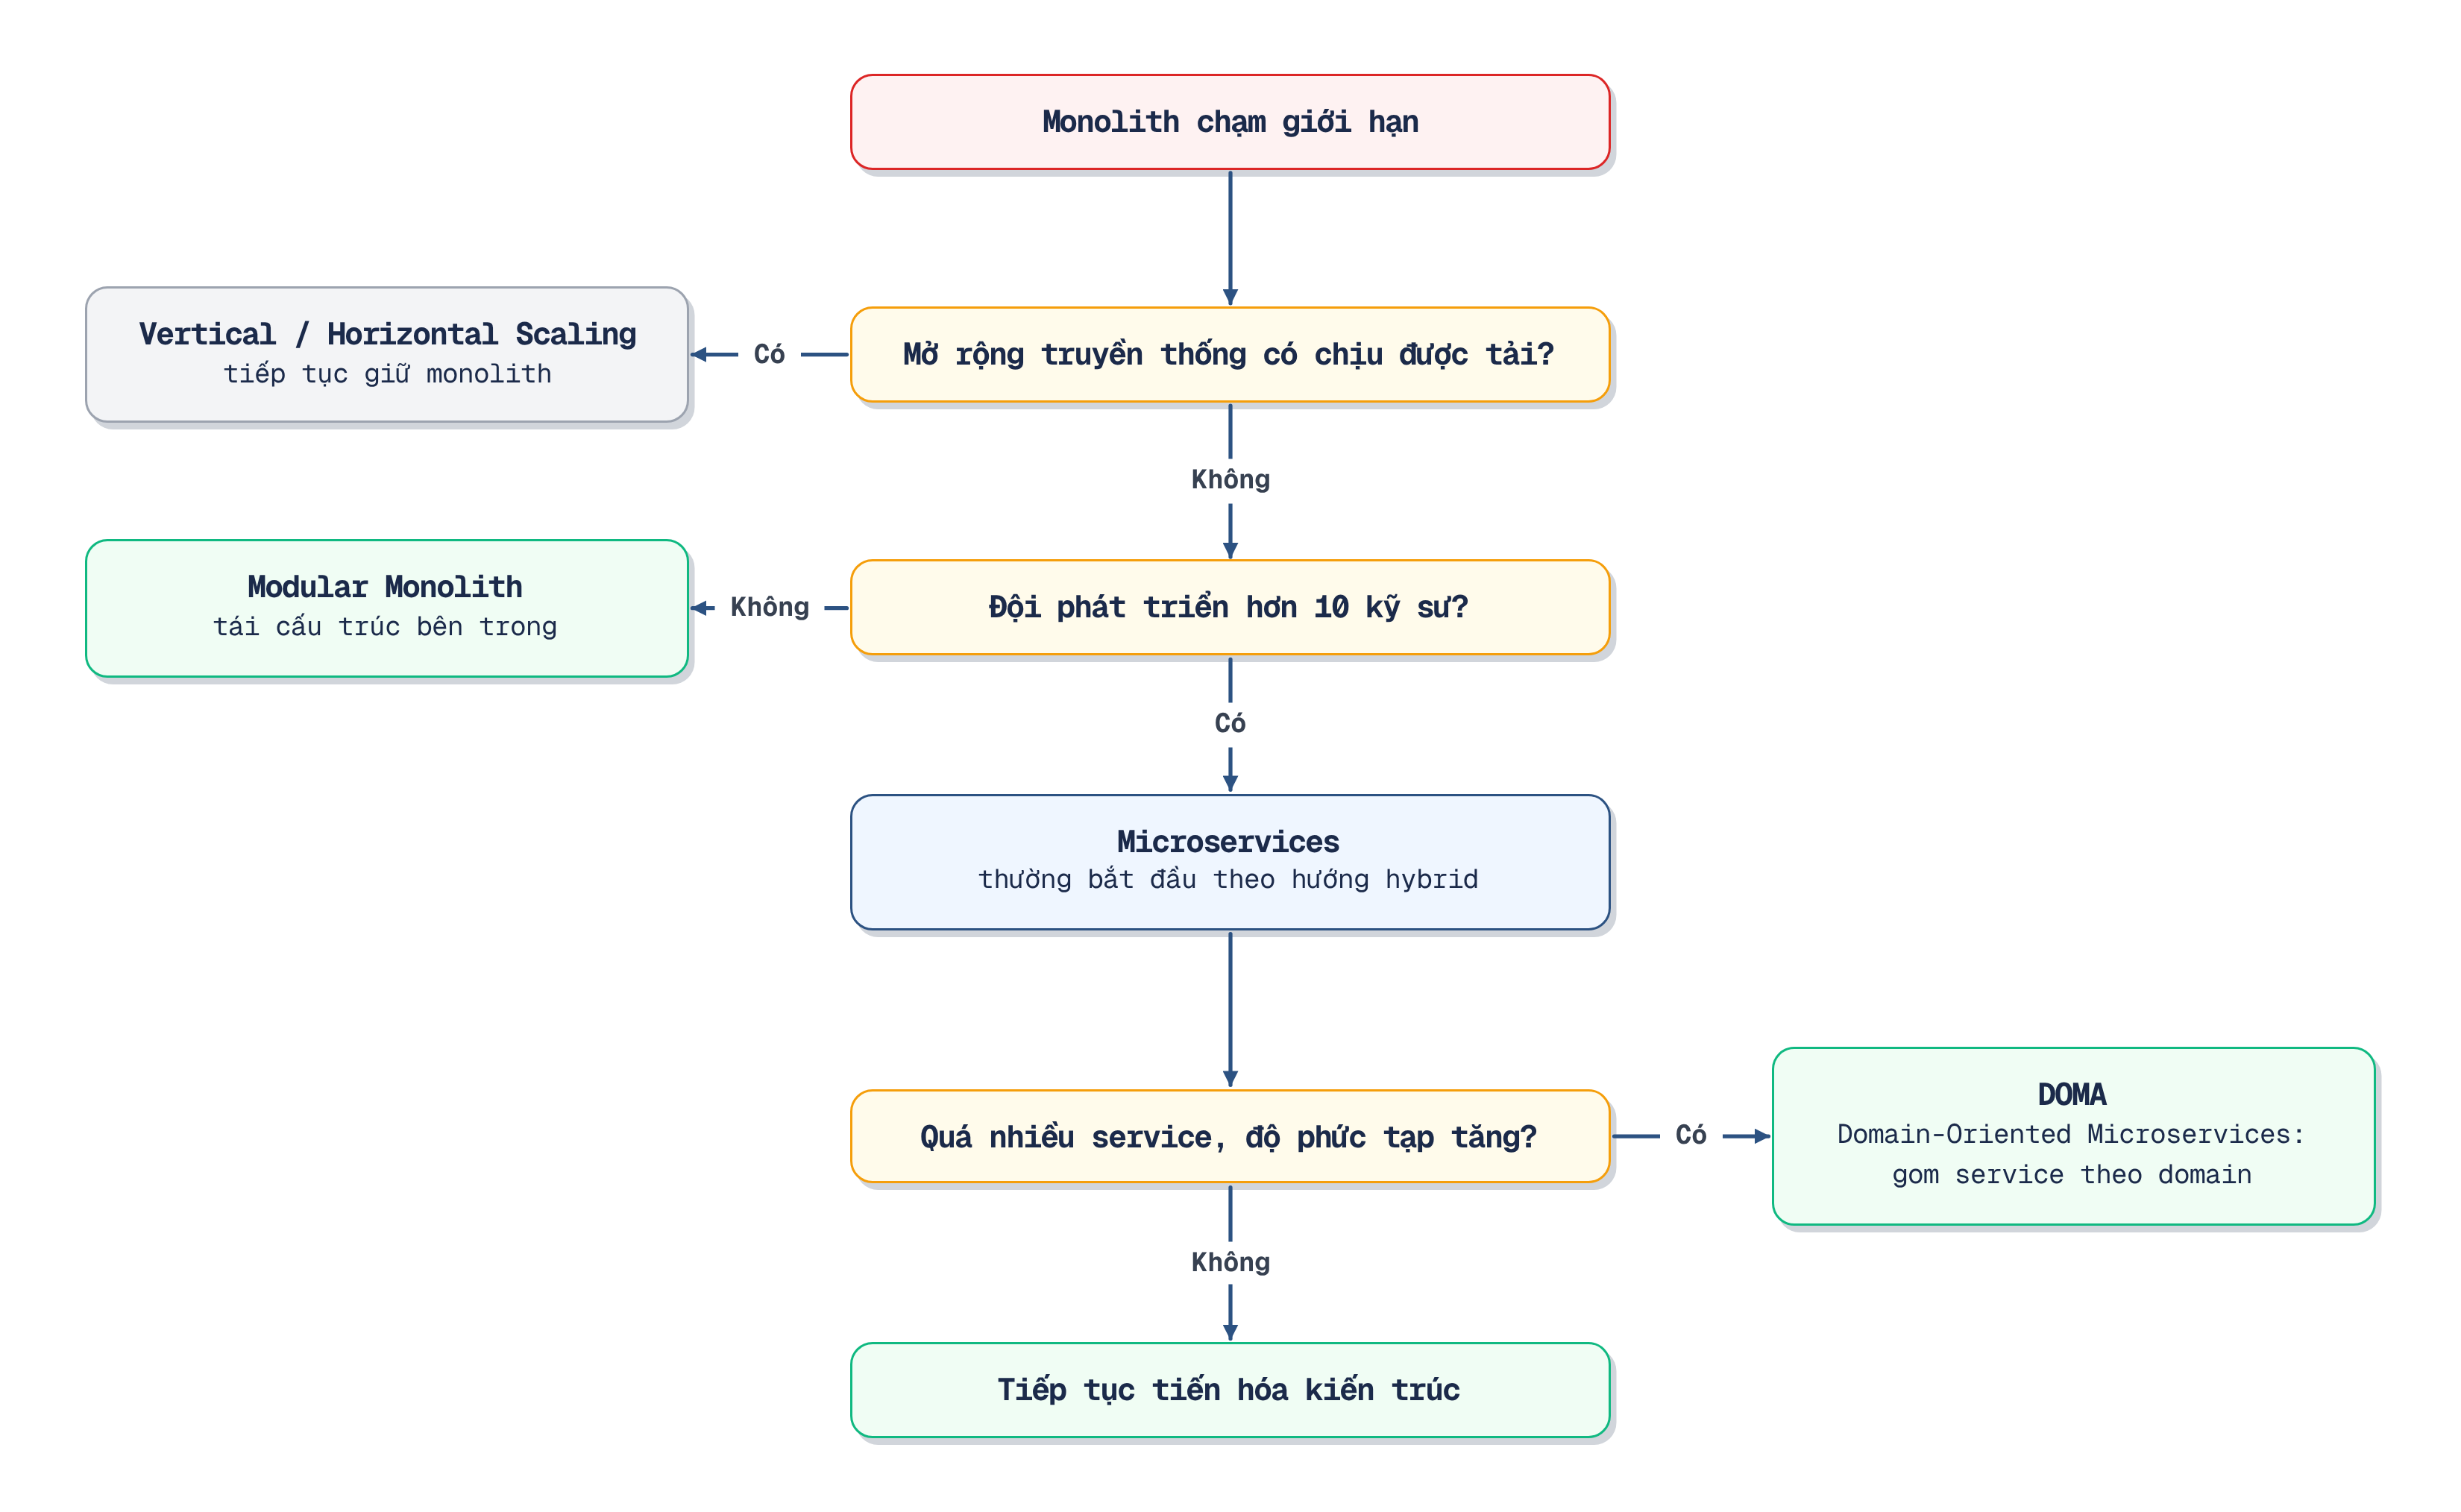 Monolith chạm giới hạn
Vertical / Horizontal Scaling
tiếp tục giữ monolith
Có
Mở rộng truyền thống có chịu được tải?
Không
Modular Monolith
tái cấu trúc bên trong
Không
Đội phát triển hơn 10 kỹ sư?
Có
Microservices
thường bắt đầu theo hướng hybrid
Quá nhiều service, độ phức tạp tăng?
Có
DOMA
Domain-Oriented Microservices:
gom service theo domain
Không
Tiếp tục tiến hóa kiến trúc